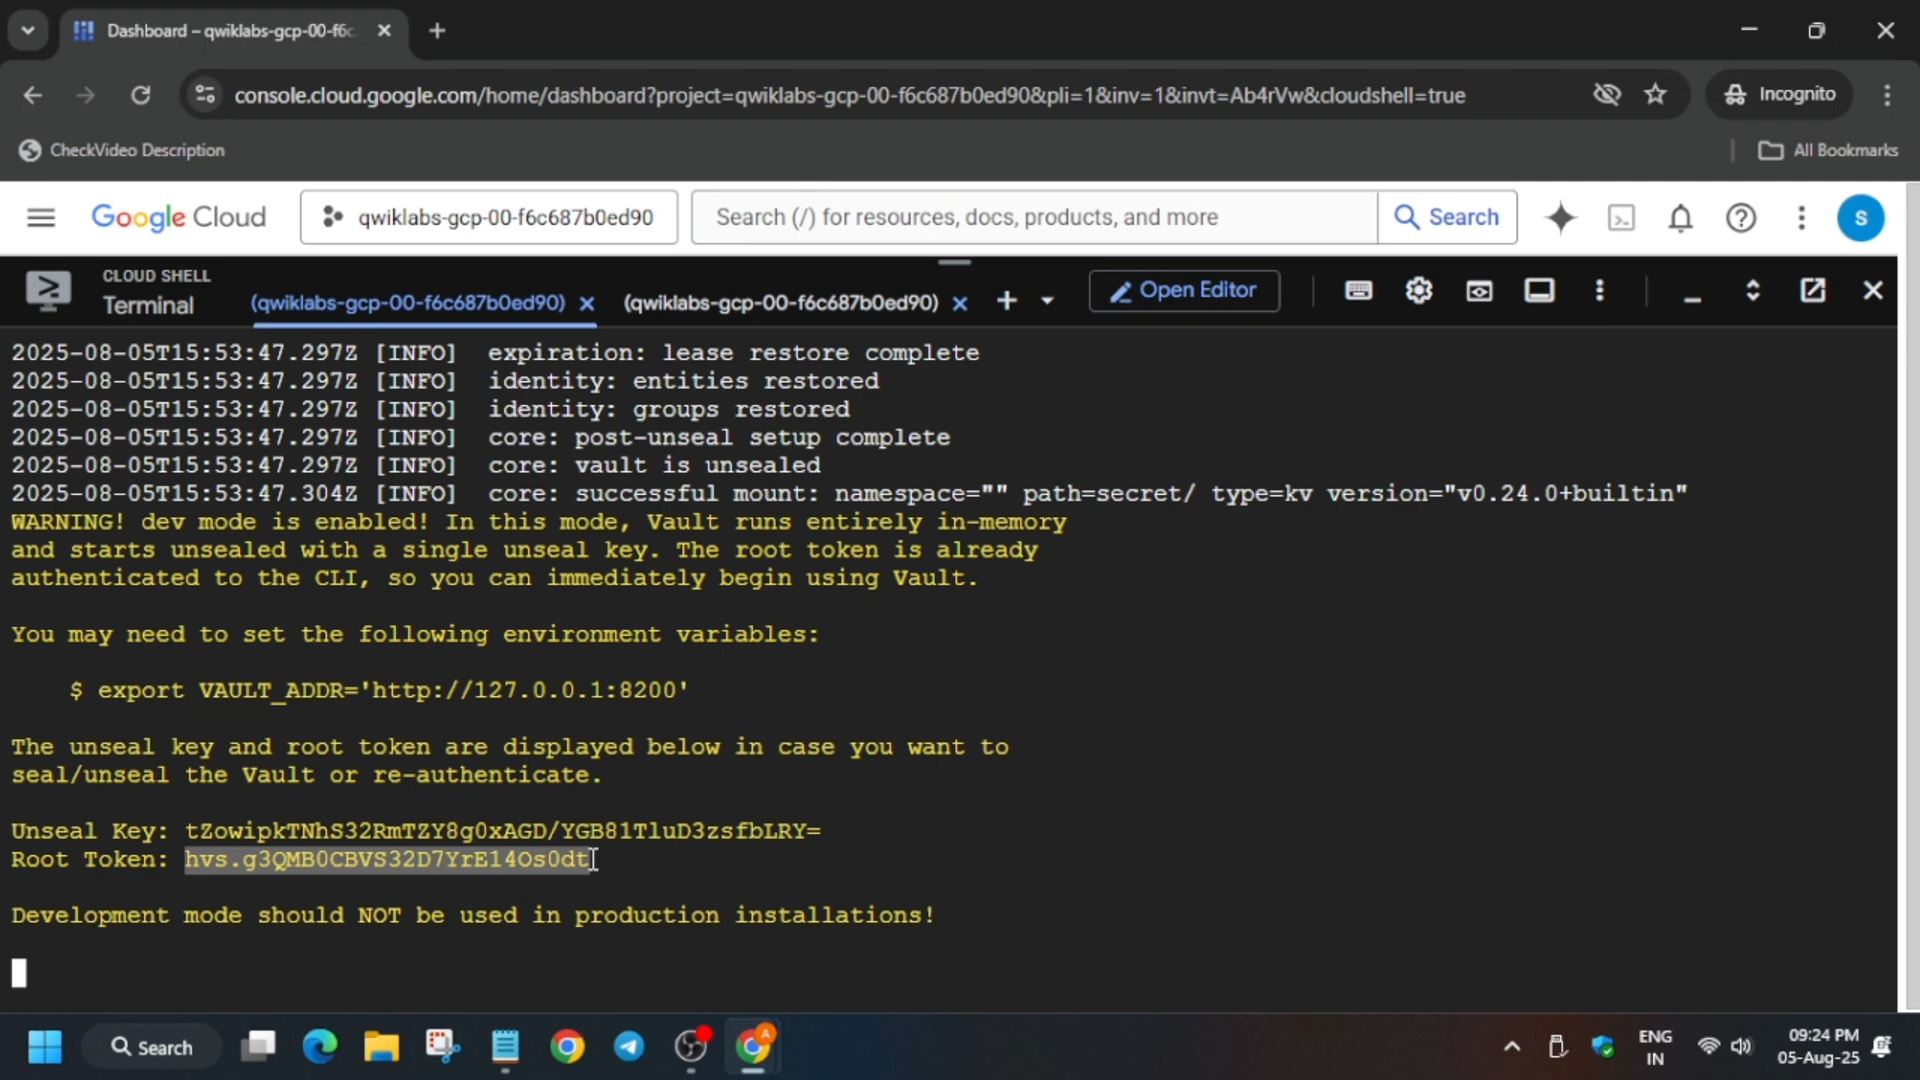 Dashboard – qwiklabs-gcp-00-f6c
console.cloud.google.com/home/dashboard?project=qwiklabs-gcp-00-f6c687b0ed90&pli=1&inv=1&invt=Ab4rVw&cloudshell=true
Incognito
CheckVideo Description
All Bookmarks
Google Cloud
qwiklabs-gcp-00-f6c687b0ed90
Search (/) for resources, docs, products, and more
Search
S
CLOUD SHELL
Terminal
(qwiklabs-gcp-00-f6c687b0ed90)
(qwiklabs-gcp-00-f6c687b0ed90)
Open Editor
2025-08-05T15:53:47.297Z [INFO]  expiration: lease restore complete
2025-08-05T15:53:47.297Z [INFO]  identity: entities restored
2025-08-05T15:53:47.297Z [INFO]  identity: groups restored
2025-08-05T15:53:47.297Z [INFO]  core: post-unseal setup complete
2025-08-05T15:53:47.297Z [INFO]  core: vault is unsealed
2025-08-05T15:53:47.304Z [INFO]  core: successful mount: namespace="" path=secret/ type=kv version="v0.24.0+builtin"
WARNING! dev mode is enabled! In this mode, Vault runs entirely in-memory
and starts unsealed with a single unseal key. The root token is already
authenticated to the CLI, so you can immediately begin using Vault.
You may need to set the following environment variables:
$ export VAULT_ADDR='http://127.0.0.1:8200'
The unseal key and root token are displayed below in case you want to
seal/unseal the Vault or re-authenticate.
Unseal Key: tZowipkTNhS32RmTZY8g0xAGD/YGB81TluD3zsfbLRY=
Root Token: hvs.g3QMB0CBVS32D7YrE14Os0dt
Development mode should NOT be used in production installations!
Search
ENG
IN
09:24 PM
05-Aug-25